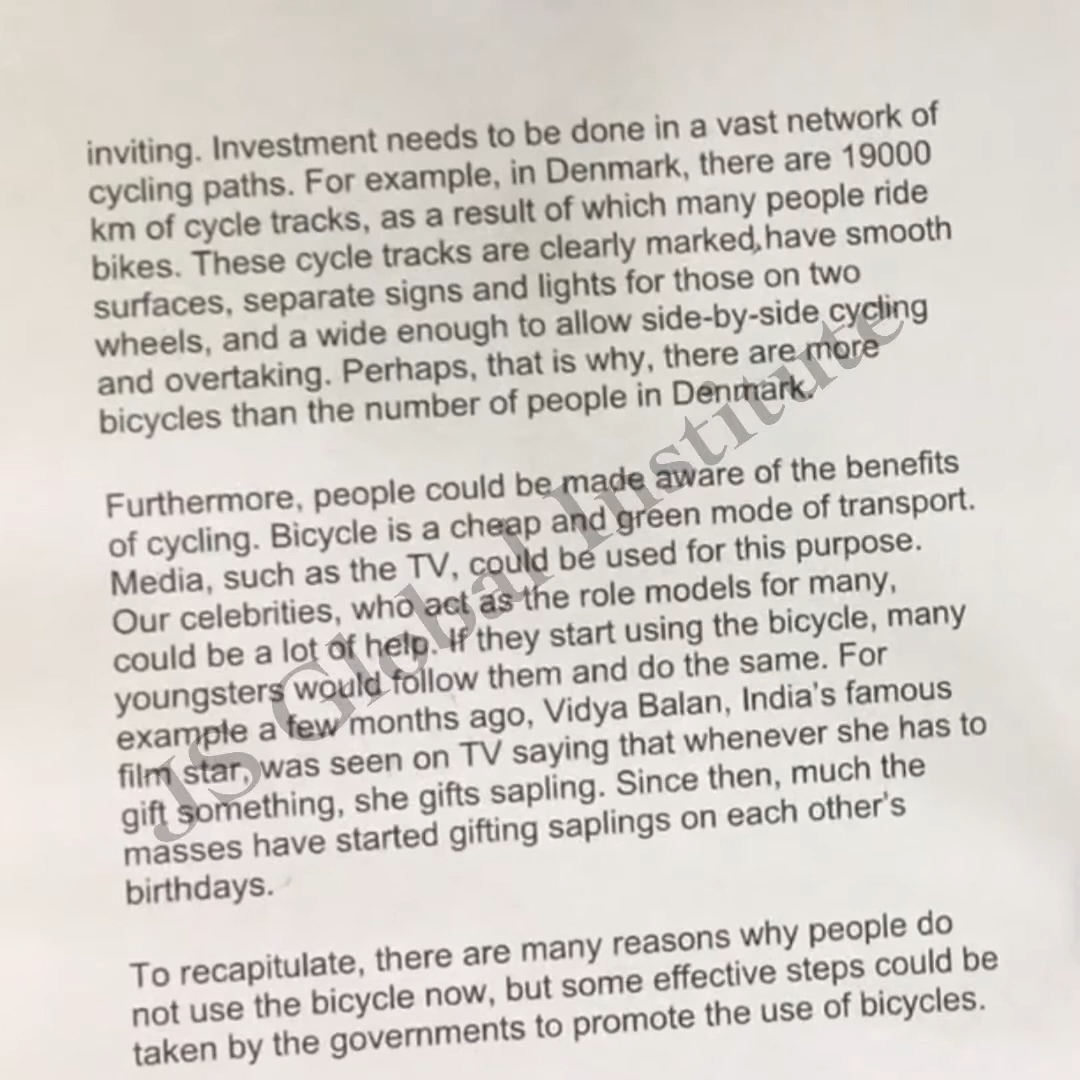 inviting. Investment needs to be done in a vast network of
cycling paths. For example, in Denmark, there are 19000
km of cycle tracks, as a result of which many people ride
bikes. These cycle tracks are clearly marked, have smooth
surfaces, separate signs and lights for those on two
wheels, and a wide enough to allow side-by-side cycling
and overtaking. Perhaps, that is why, there are more
bicycles than the number of people in Denmark.
Furthermore, people could be made aware of the benefits
of cycling. Bicycle is a cheap and green mode of transport.
Media, such as the TV, could be used for this purpose.
Our celebrities, who act as the role models for many,
could be a lot of help. If they start using the bicycle, many
youngsters would follow them and do the same. For
example a few months ago, Vidya Balan, India's famous
film star, was seen on TV saying that whenever she has to
gift something, she gifts sapling. Since then, much the
masses have started gifting saplings on each other's
birthdays.
To recapitulate, there are many reasons why people do
not use the bicycle now, but some effective steps could be
taken by the governments to promote the use of bicycles.
JS Global Institute